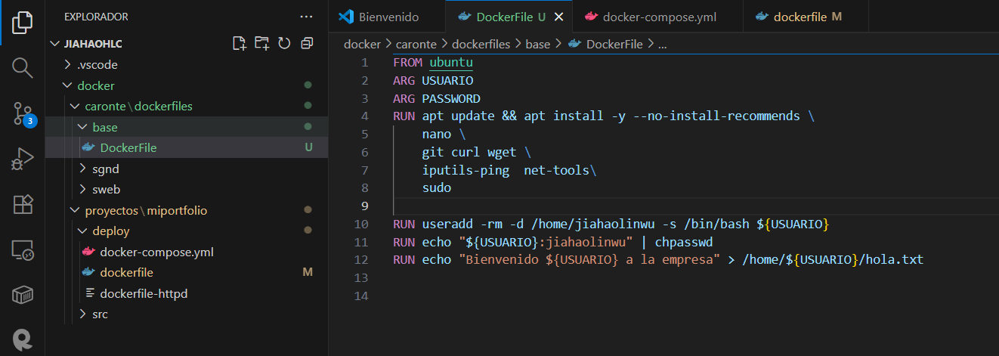 EXPLORADOR
JIAHAOHLC
.vscode
docker
caronte\dockerfiles
base
DockerFile U
sgnd
sweb
proyectos\miportfolio
deploy
docker-compose.yml
dockerfile M
dockerfile-httpd
src
3
Bienvenido
DockerFile U
docker-compose.yml
dockerfile M
docker > caronte > dockerfiles > base > DockerFile > ...
1 FROM ubuntu
2 ARG USUARIO
3 ARG PASSWORD
4 RUN apt update && apt install -y --no-install-recommends \
5 nano \
6 git curl wget \
7 iputils-ping  net-tools\
8 sudo
9
10 RUN useradd -rm -d /home/jiahaolinwu -s /bin/bash ${USUARIO}
11 RUN echo "${USUARIO}:jiahaolinwu" | chpasswd
12 RUN echo "Bienvenido ${USUARIO} a la empresa" > /home/${USUARIO}/hola.txt
13
14